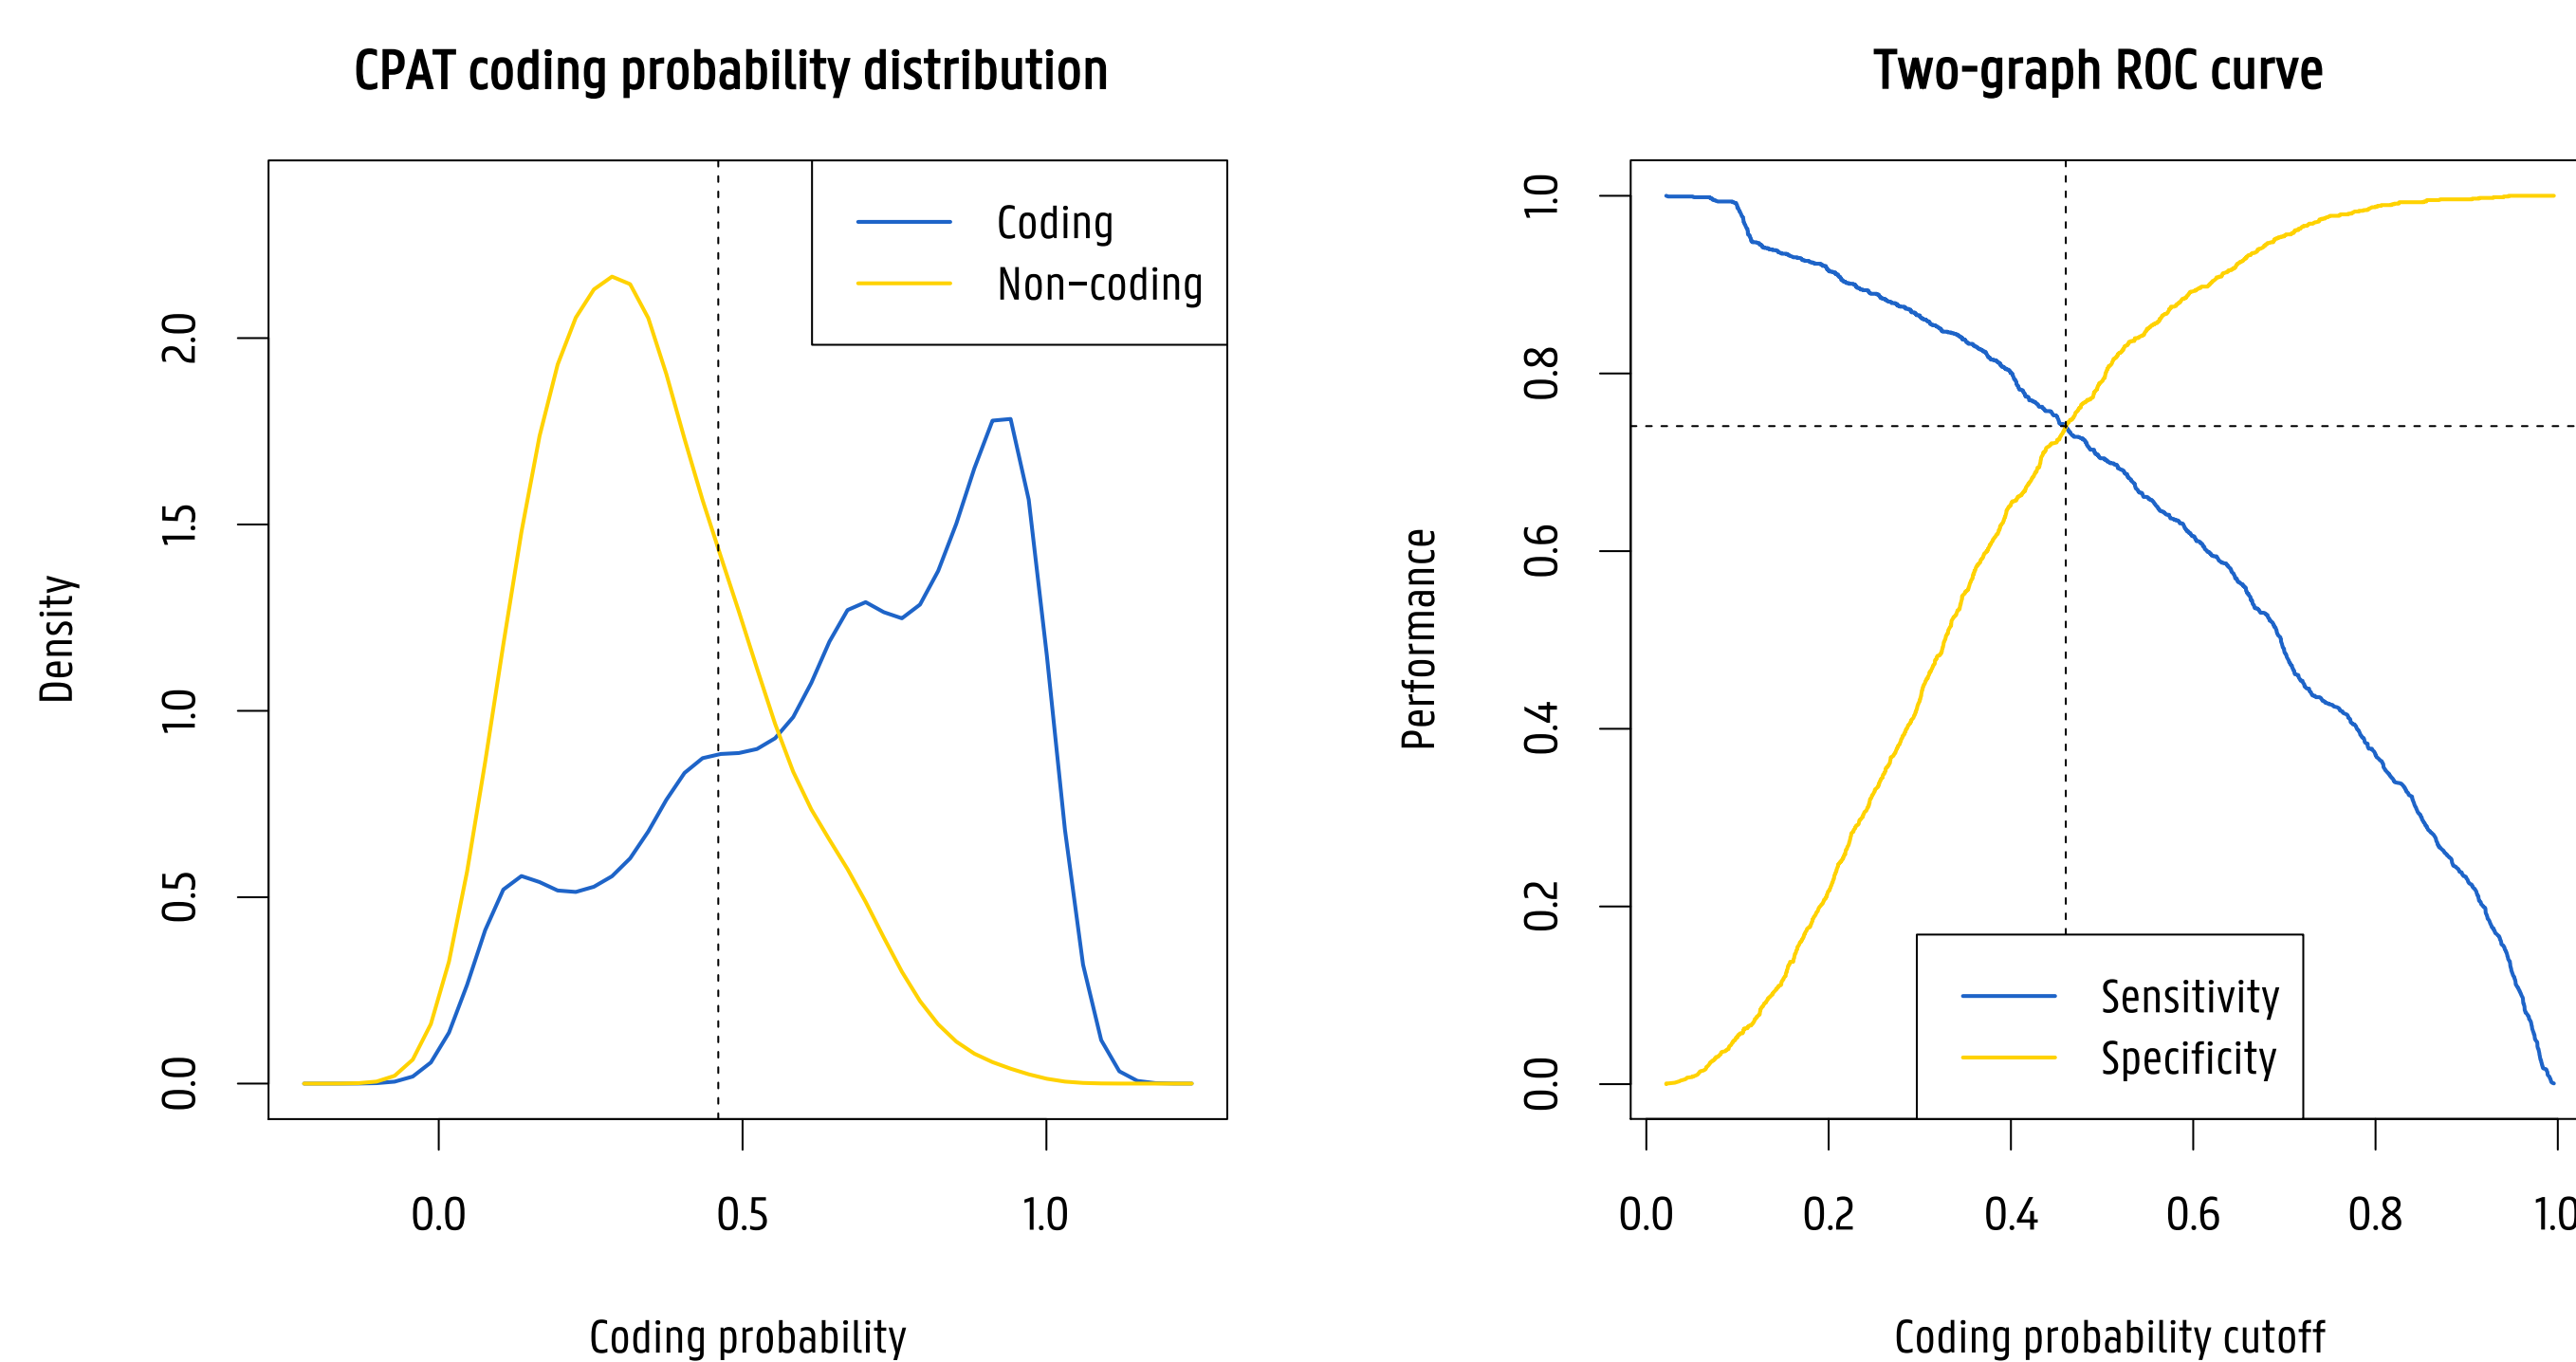 CPAT coding probability distribution
Coding
Non-coding
Density
2.0
1.5
1.0
0.5
0.0
0.0 0.5 1.0
Coding probability
Two-graph ROC curve
Performance
1.0
0.8
0.6
0.4
0.2
0.0
Sensitivity
Specificity
0.0 0.2 0.4 0.6 0.8 1.0
Coding probability cutoff